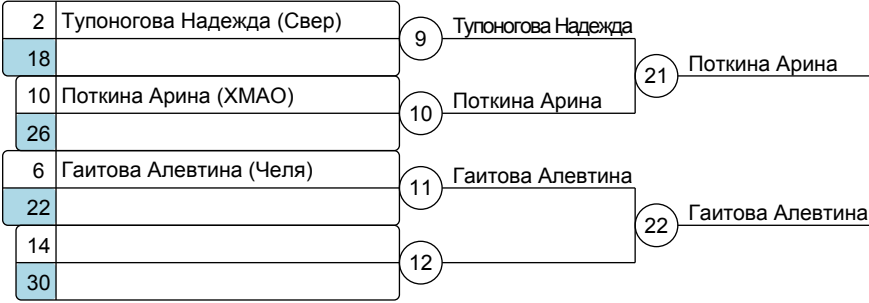 2 Тупоногова Надежда (Свер)
18
9 Тупоногова Надежда
10 Поткина Арина (ХМАО)
26
10 Поткина Арина
21 Поткина Арина
6 Гаитова Алевтина (Челя)
22
11 Гаитова Алевтина
14
30
12
22 Гаитова Алевтина